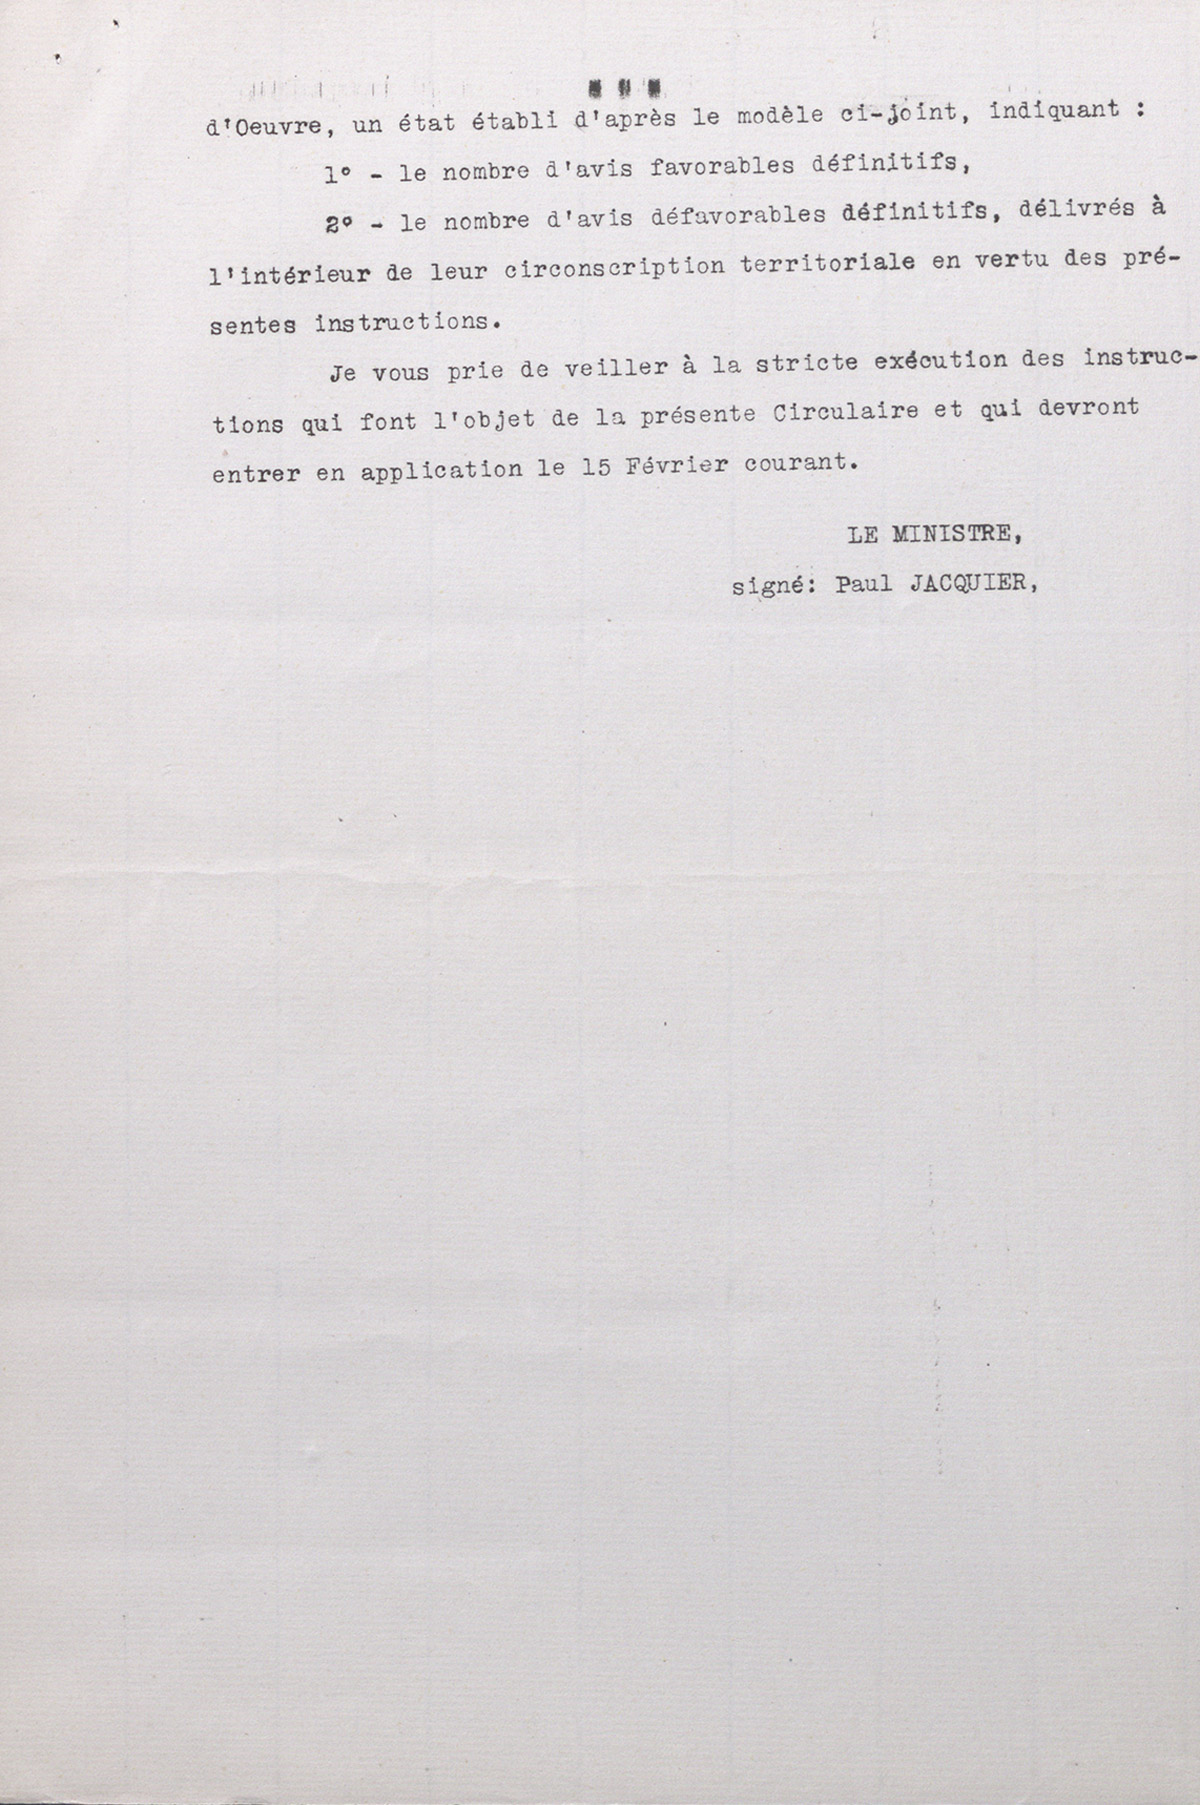 d'Oeuvre, un état établi d'après le modèle ci-joint, indiquant :
1° - le nombre d'avis favorables définitifs,
2° - le nombre d'avis défavorables définitifs, délivrés à
l'intérieur de leur circonscription territoriale en vertu des pré-
sentes instructions.
Je vous prie de veiller à la stricte exécution des instruc-
tions qui font l'objet de la présente Circulaire et qui devront
entrer en application le 15 Février courant.
LE MINISTRE,
signé: Paul JACQUIER,